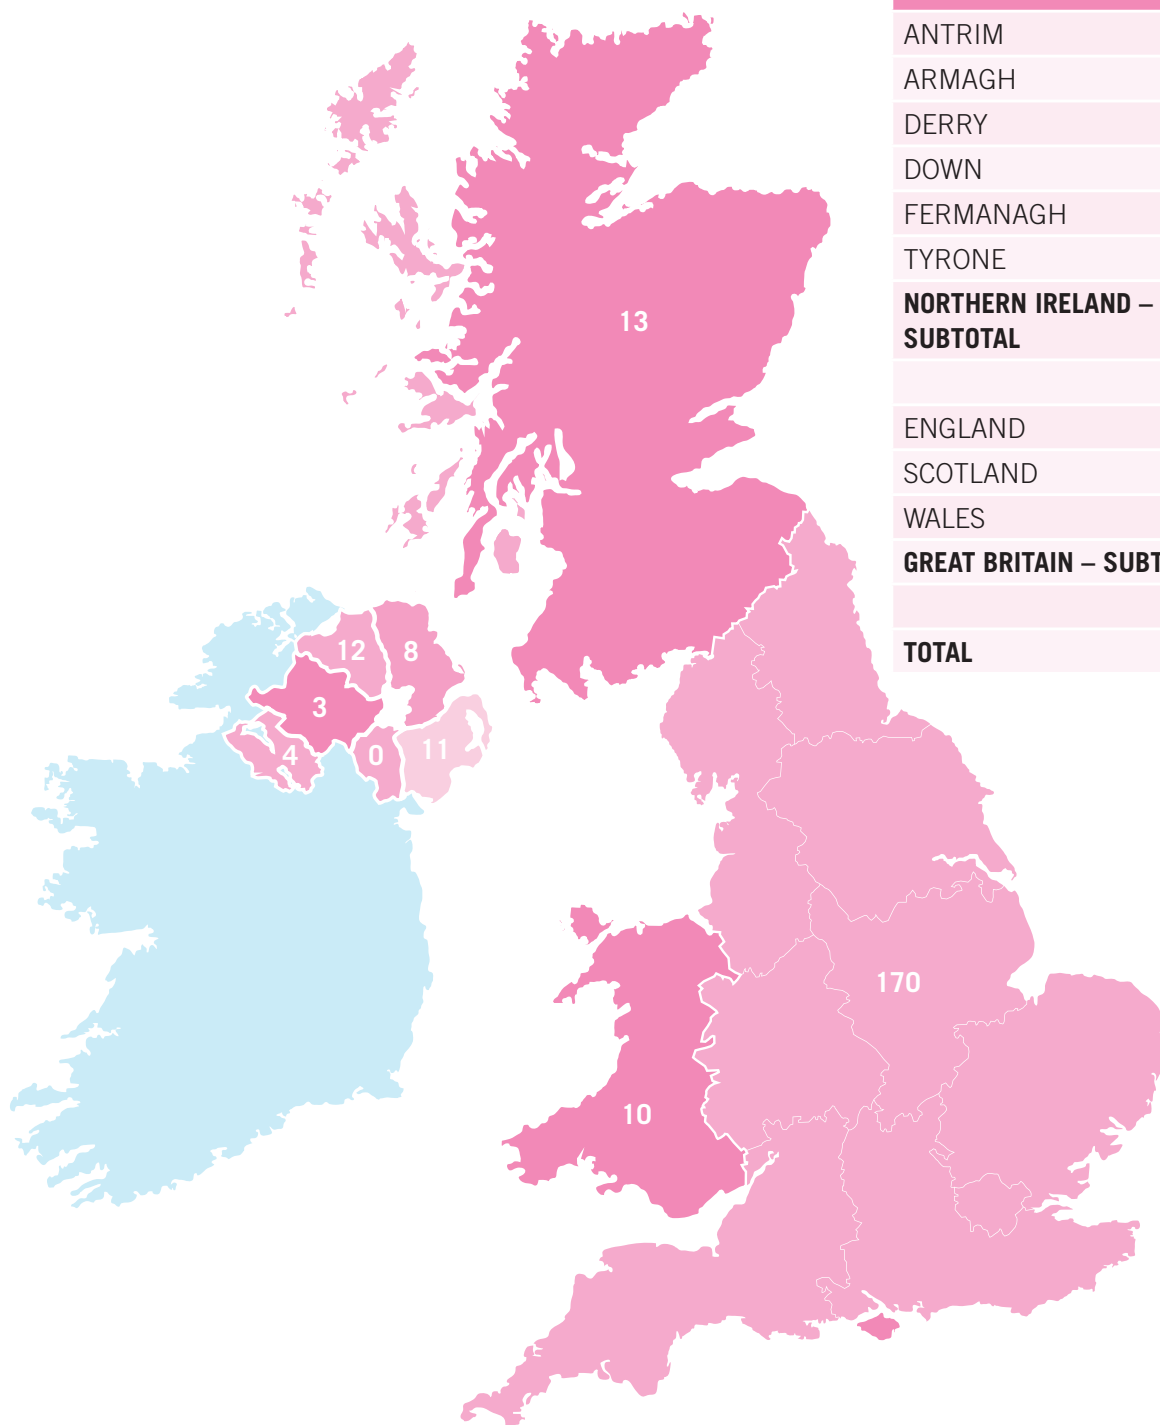 ANTRIM
ARMAGH
DERRY
DOWN
FERMANAGH
TYRONE
NORTHERN IRELAND –
SUBTOTAL
ENGLAND
SCOTLAND
WALES
GREAT BRITAIN – SUBT
TOTAL
13
12
8
3
4
0
11
170
10